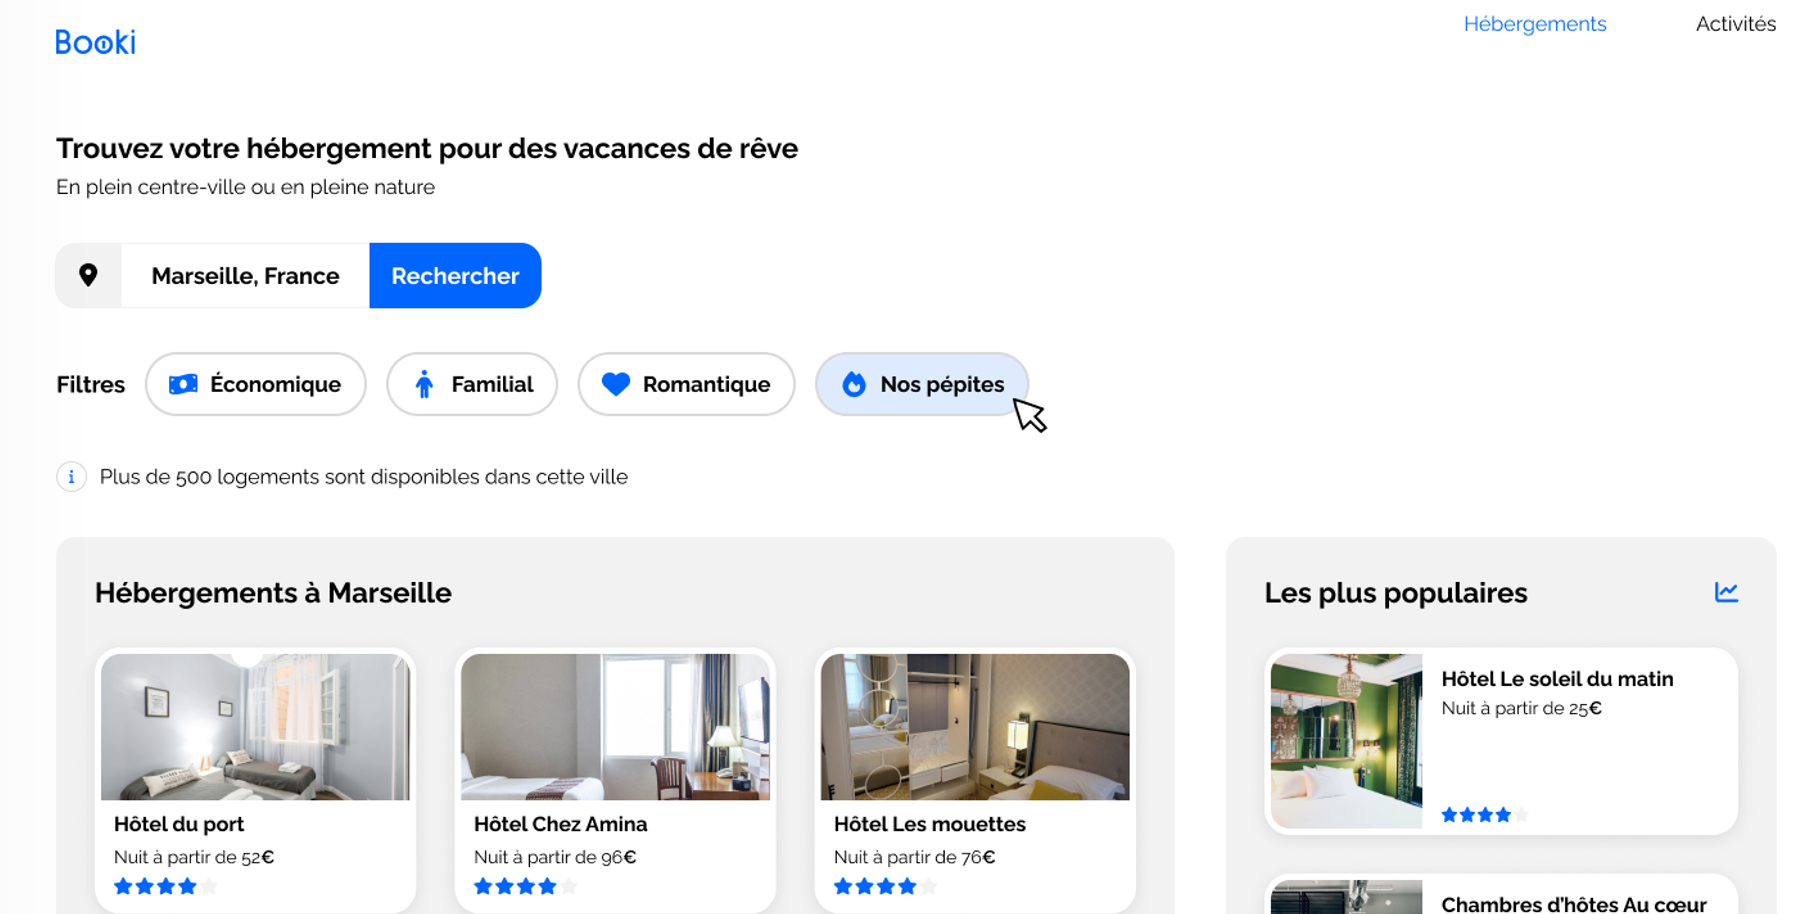 Booki
Hébergements
Activités
Trouvez votre hébergement pour des vacances de rêve
En plein centre-ville ou en pleine nature
Marseille, France
Rechercher
Filtres
Économique
Familial
Romantique
Nos pépites
i
Plus de 500 logements sont disponibles dans cette ville
Hébergements à Marseille
Hôtel du port
Nuit à partir de 52€
Hôtel Chez Amina
Nuit à partir de 96€
Hôtel Les mouettes
Nuit à partir de 76€
Les plus populaires
Hôtel Le soleil du matin
Nuit à partir de 25€
Chambres d'hôtes Au cœur